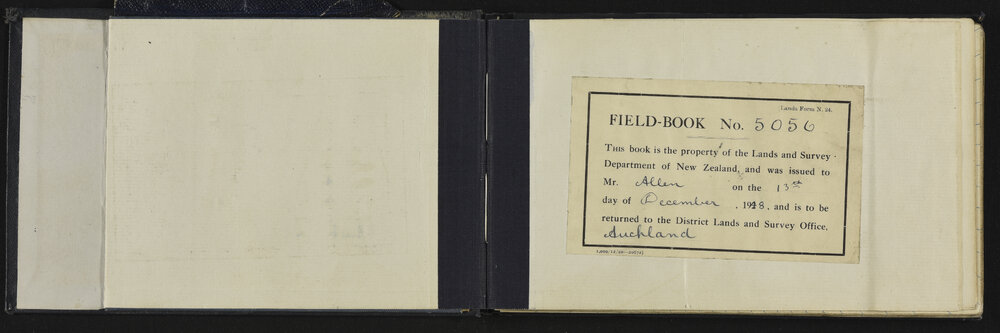 Lands Form N. 24.
FIELD-BOOK No. 5056
THIS book is the property of the Lands and Survey
Department of New Zealand, and was issued to
Mr. Allen on the 13th
day of December, 1948, and is to be
returned to the District Lands and Survey Office,
Auckland